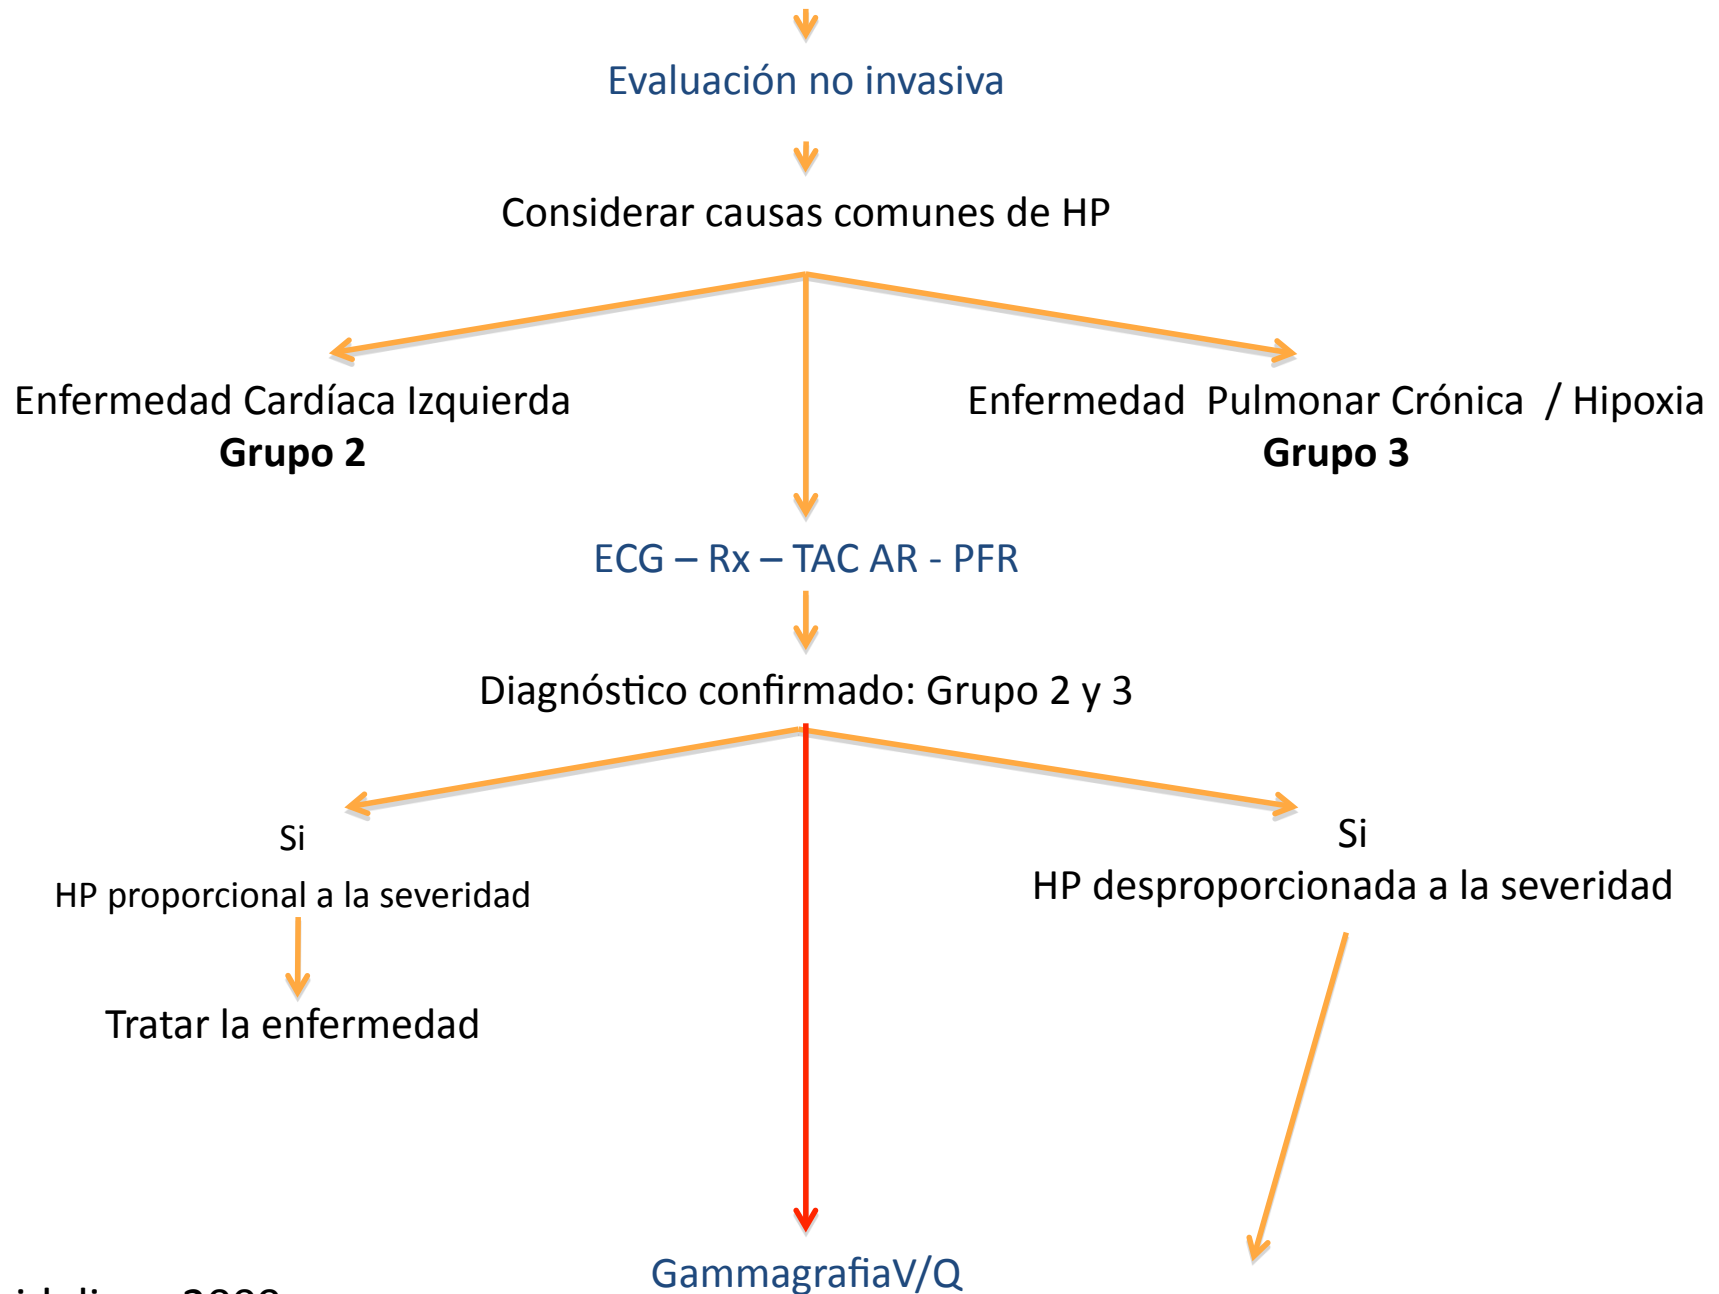 Evaluación no invasiva
Considerar causas comunes de HP
Enfermedad Cardíaca Izquierda
Grupo 2
Enfermedad Pulmonar Crónica / Hipoxia
Grupo 3
ECG – Rx – TAC AR - PFR
Diagnóstico confirmado: Grupo 2 y 3
Si
HP proporcional a la severidad
Si
HP desproporcionada a la severidad
Tratar la enfermedad
GammagrafiaV/Q